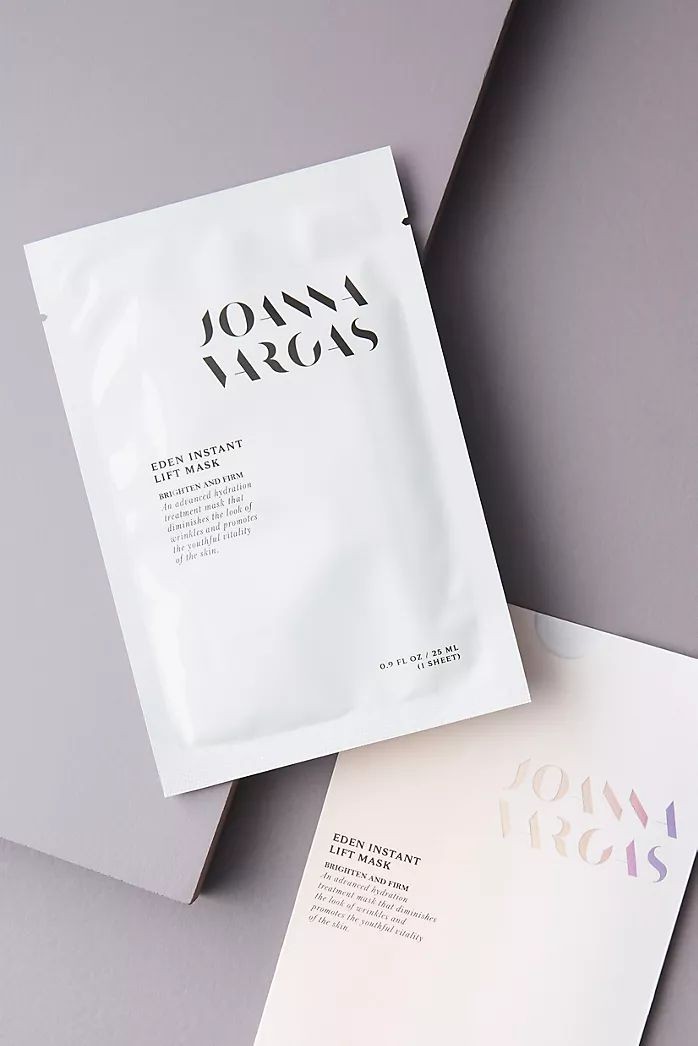 JOANNA
VARGAS
EDEN INSTANT
LIFT MASK
BRIGHTEN AND FIRM
An advanced hydration
treatment mask that
diminishes the look of
wrinkles and promotes
the youthful vitality
of the skin.
0.9 FL OZ / 25 ML
(1 SHEET)
JOANNA
VARGAS
EDEN INSTANT
LIFT MASK
BRIGHTEN AND FIRM
An advanced hydration
treatment mask that diminishes
the look of wrinkles and
promotes the youthful vitality
of the skin.